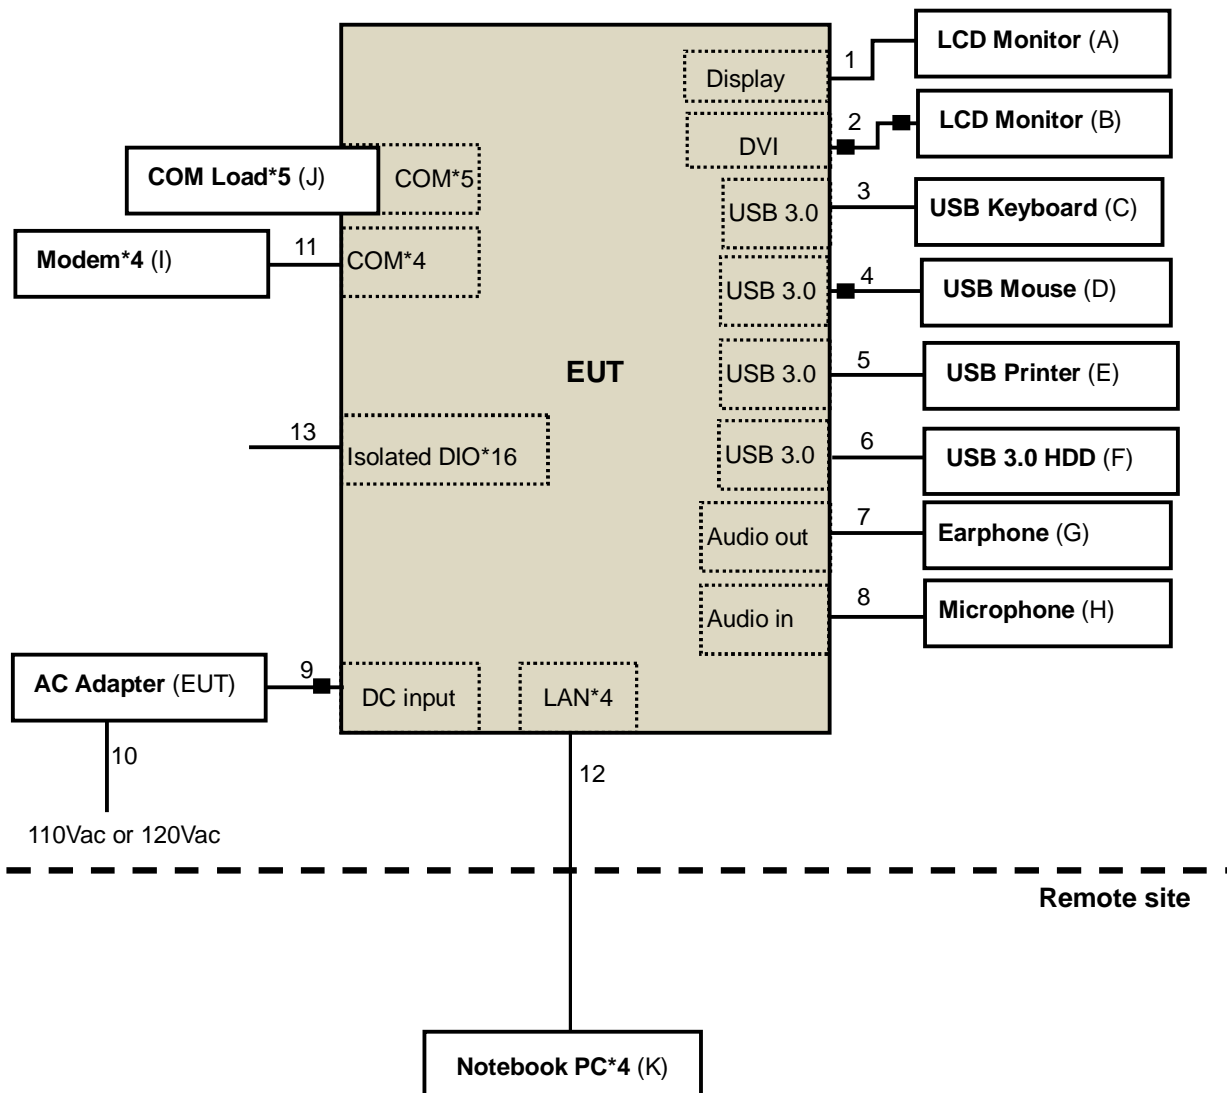 LCD Monitor (A)
1
Display
LCD Monitor (B)
2
DVI
COM Load*5 (J)
COM*5
3
USB 3.0
USB Keyboard (C)
Modem*4 (I)
11
COM*4
4
USB 3.0
USB Mouse (D)
EUT
5
USB 3.0
USB Printer (E)
13
Isolated DIO*16
6
USB 3.0
USB 3.0 HDD (F)
7
Audio out
Earphone (G)
8
Audio in
Microphone (H)
AC Adapter (EUT)
9
DC input
LAN*4
10
12
110Vac or 120Vac
Remote site
Notebook PC*4 (K)